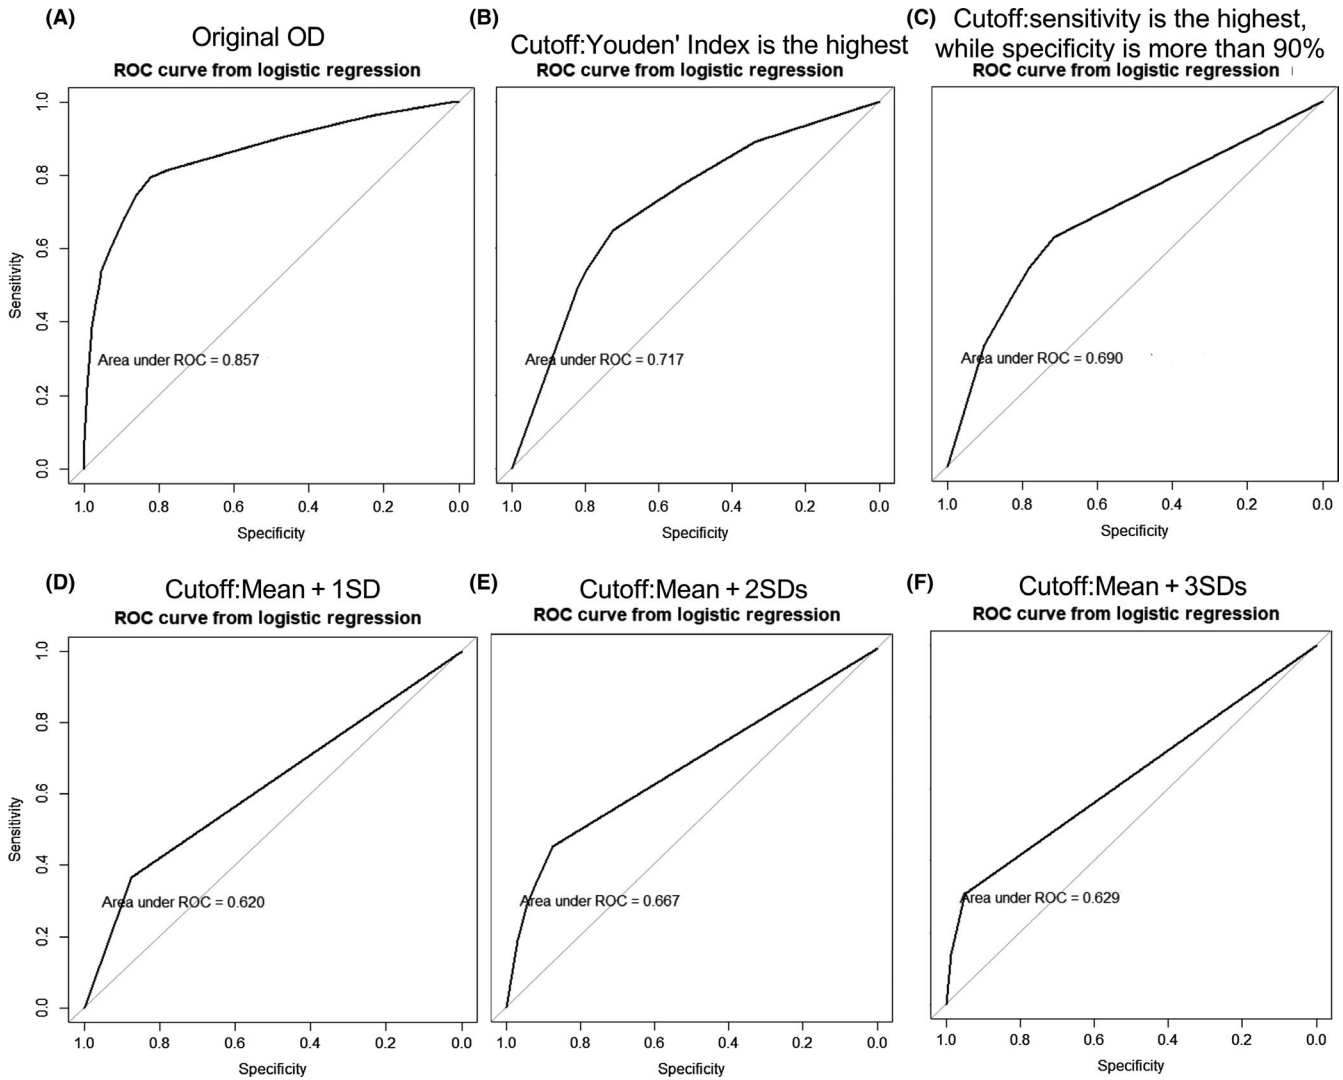 (A)
Original OD
ROC curve from logistic regression
Sensitivity
1.0
0.8
0.6
0.4
0.2
0.0
Area under ROC = 0.857
1.0 0.8 0.6 0.4 0.2 0.0
Specificity
(B)
Cutoff:Youden' Index is the highest
ROC curve from logistic regression
Area under ROC = 0.717
1.0 0.8 0.6 0.4 0.2 0.0
Specificity
(C)
Cutoff:sensitivity is the highest,
while specificity is more than 90%
ROC curve from logistic regression
Area under ROC = 0.690
1.0 0.8 0.6 0.4 0.2 0.0
Specificity
(D)
Cutoff:Mean + 1SD
ROC curve from logistic regression
Sensitivity
1.0
0.8
0.6
0.4
0.2
0.0
Area under ROC = 0.620
1.0 0.8 0.6 0.4 0.2 0.0
Specificity
(E)
Cutoff:Mean + 2SDs
ROC curve from logistic regression
Area under ROC = 0.667
1.0 0.8 0.6 0.4 0.2 0.0
Specificity
(F)
Cutoff:Mean + 3SDs
ROC curve from logistic regression
Area under ROC = 0.629
1.0 0.8 0.6 0.4 0.2 0.0
Specificity